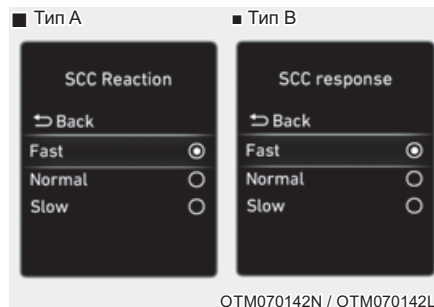 ■ Тип A
SCC Reaction
Back
Fast
Normal
Slow
■ Тип B
SCC response
Back
Fast
Normal
Slow
OTM070142N / OTM070142L